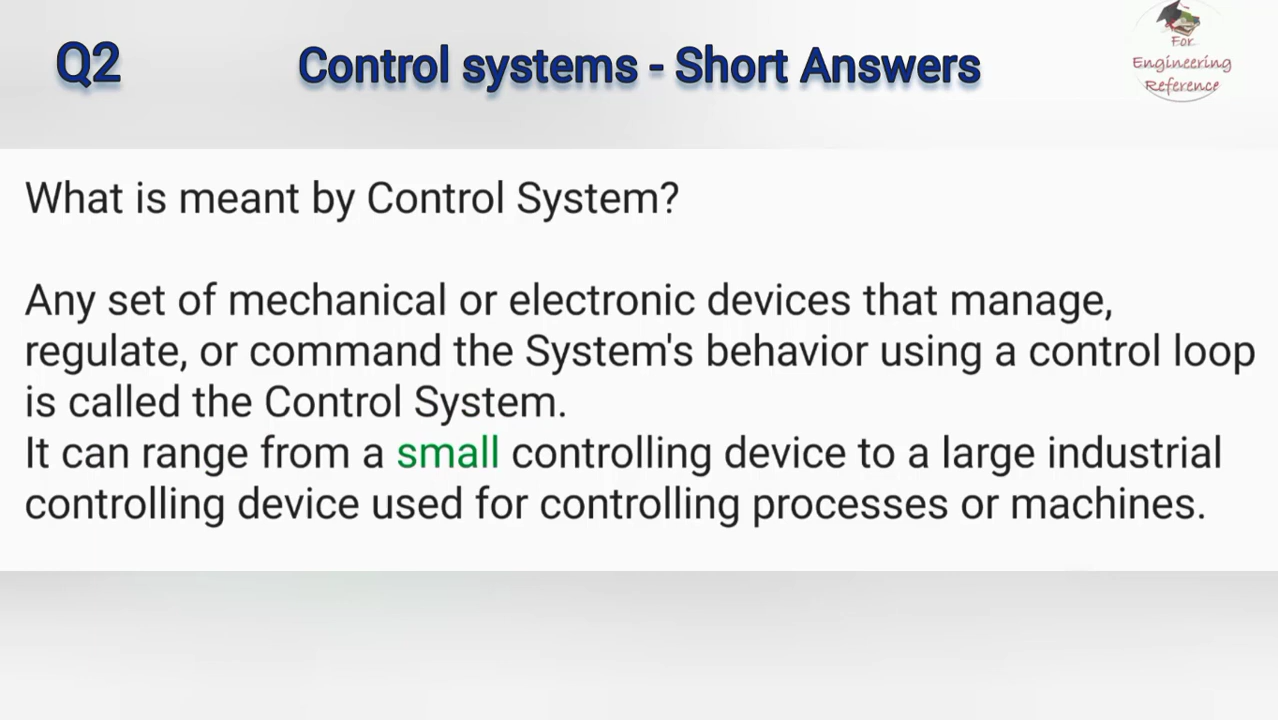 Q2
Control systems - Short Answers
For
Engineering
Reference
What is meant by Control System?
Any set of mechanical or electronic devices that manage,
regulate, or command the System's behavior using a control loop
is called the Control System.
It can range from a small controlling device to a large industrial
controlling device used for controlling processes or machines.